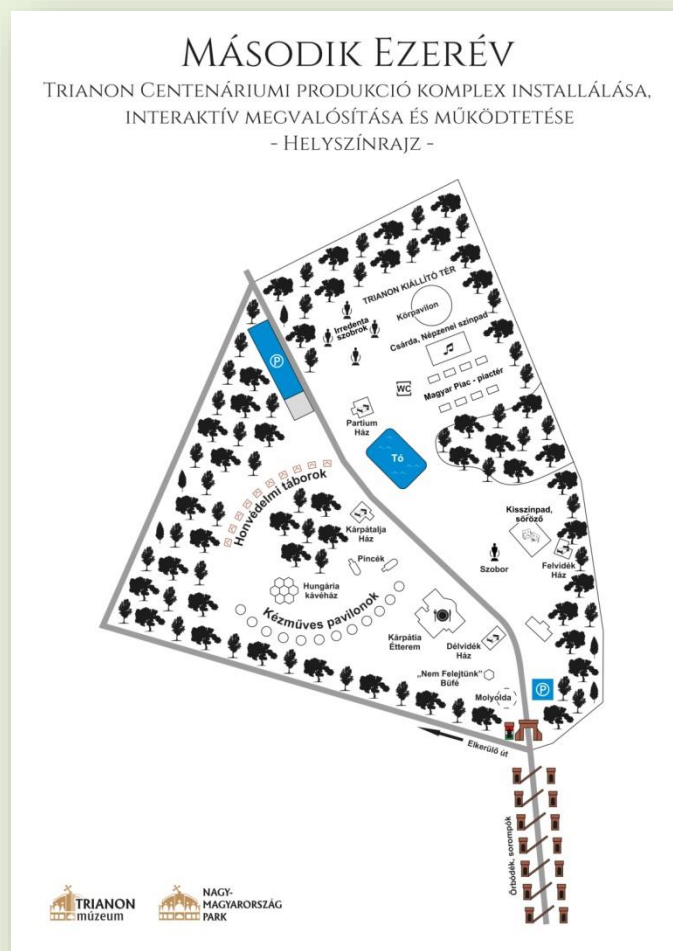 MÁSODIK EZERÉV
TRIANON CENTENÁRIUMI PRODUKCIÓ KOMPLEX INSTALLÁLÁSA,
INTERAKTÍV MEGVALÓSÍTÁSA ÉS MŰKÖDTETÉSE
- HELYSZÍNRAJZ -
TRIANON KIÁLLÍTÓ TÉR
Körpavilon
Irredenta
szobrok
Csárda, Népzenei színpad
P
WC
Magyar Piac - piactér
Partium
Ház
Tó
Honvédelmi táborok
Kárpátalja
Ház
Kisszínpad,
söröző
Pincék
Szobor
Felvidék
Ház
Hungária
kávéház
Kézműves pavilonok
Kárpátia
Étterem
Délvidék
Ház
„Nem Felejtünk"
Büfé
Molyolda
P
Elkerülő út
Őrbódék, sorompók
TRIANON
múzeum
NAGY-
MAGYARORSZÁG
PARK